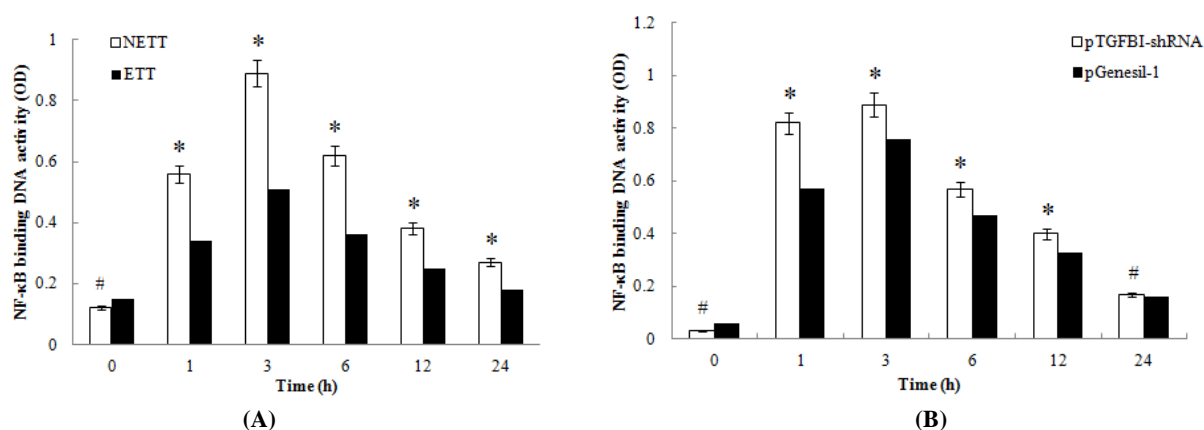 NF-κB binding DNA activity (OD)
1
0.8
0.6
0.4
0.2
0
NETT
ETT
#
*
*
*
*
*
0 1 3 6 12 24
Time (h)
(A)
NF-κB binding DNA activity (OD)
1.2
1
0.8
0.6
0.4
0.2
0
pTGFBI-shRNA
pGenesil-1
#
*
*
*
*
#
0 1 3 6 12 24
Time (h)
(B)